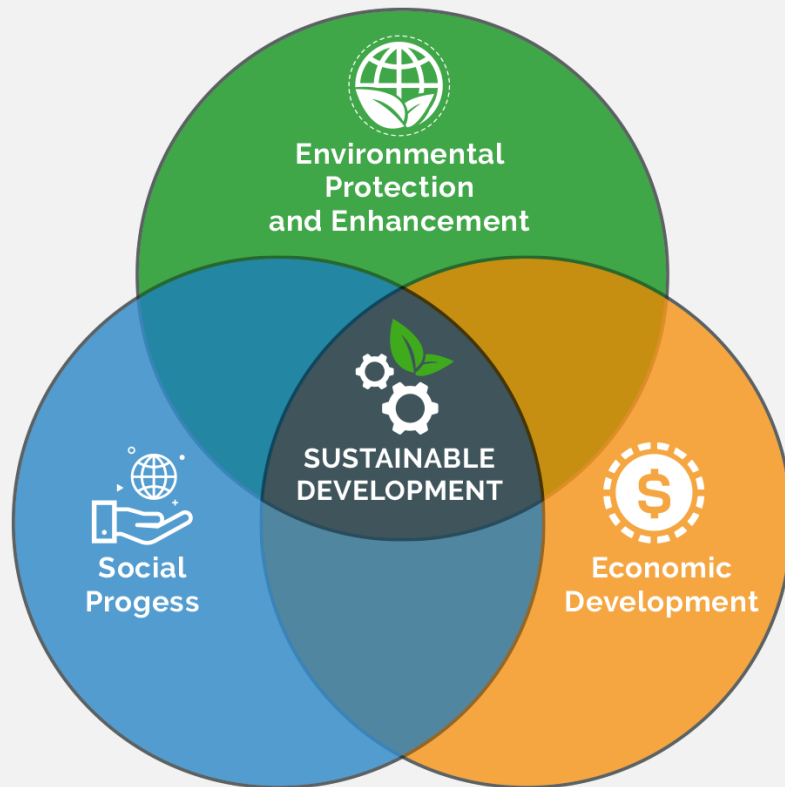 Environmental
Protection
and Enhancement
SUSTAINABLE
DEVELOPMENT
$
Social
Progess
Economic
Development